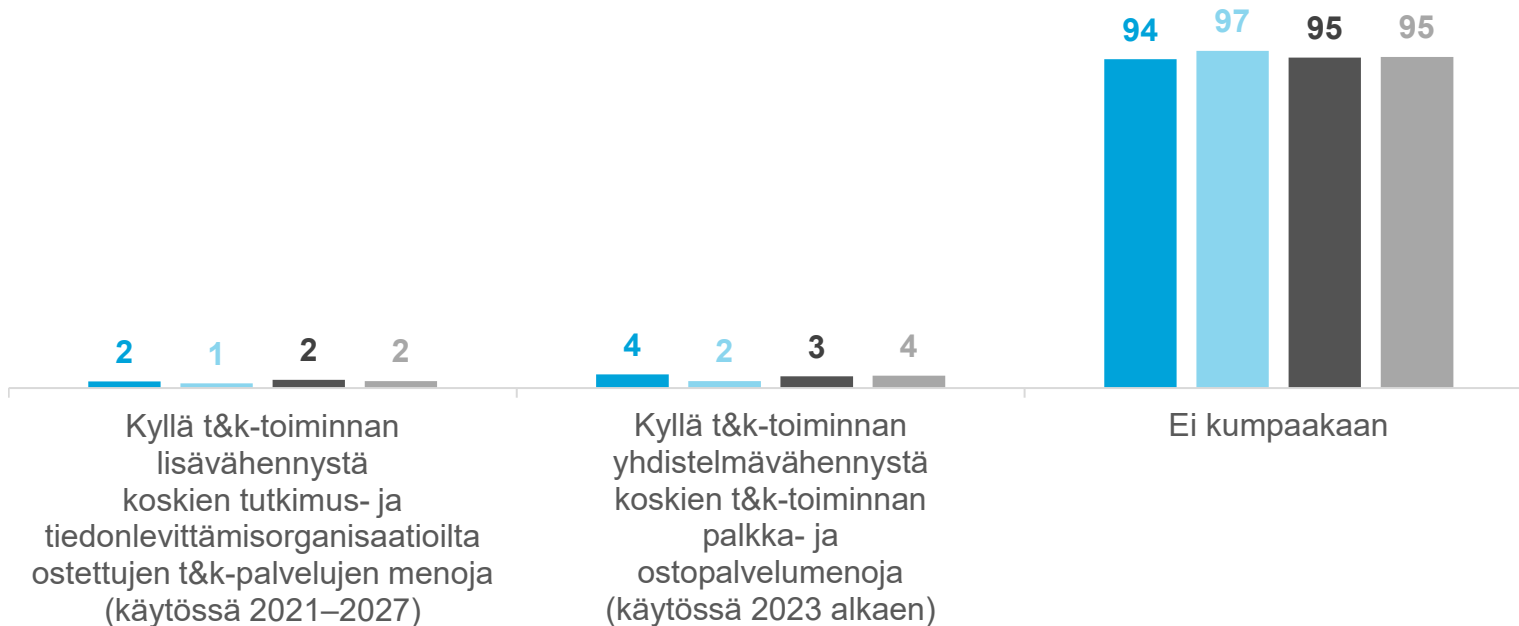 94
97
95
95
2
1
2
2
4
2
3
4
Kyllä t&k-toiminnan
lisävähennystä
koskien tutkimus- ja
tiedonlevittämisorganisaatioilta
ostettujen t&k-palvelujen menoja
(käytössä 2021–2027)
Kyllä t&k-toiminnan
yhdistelmävähennystä
koskien t&k-toiminnan
palkka- ja
ostopalvelumenoja
(käytössä 2023 alkaen)
Ei kumpaakaan